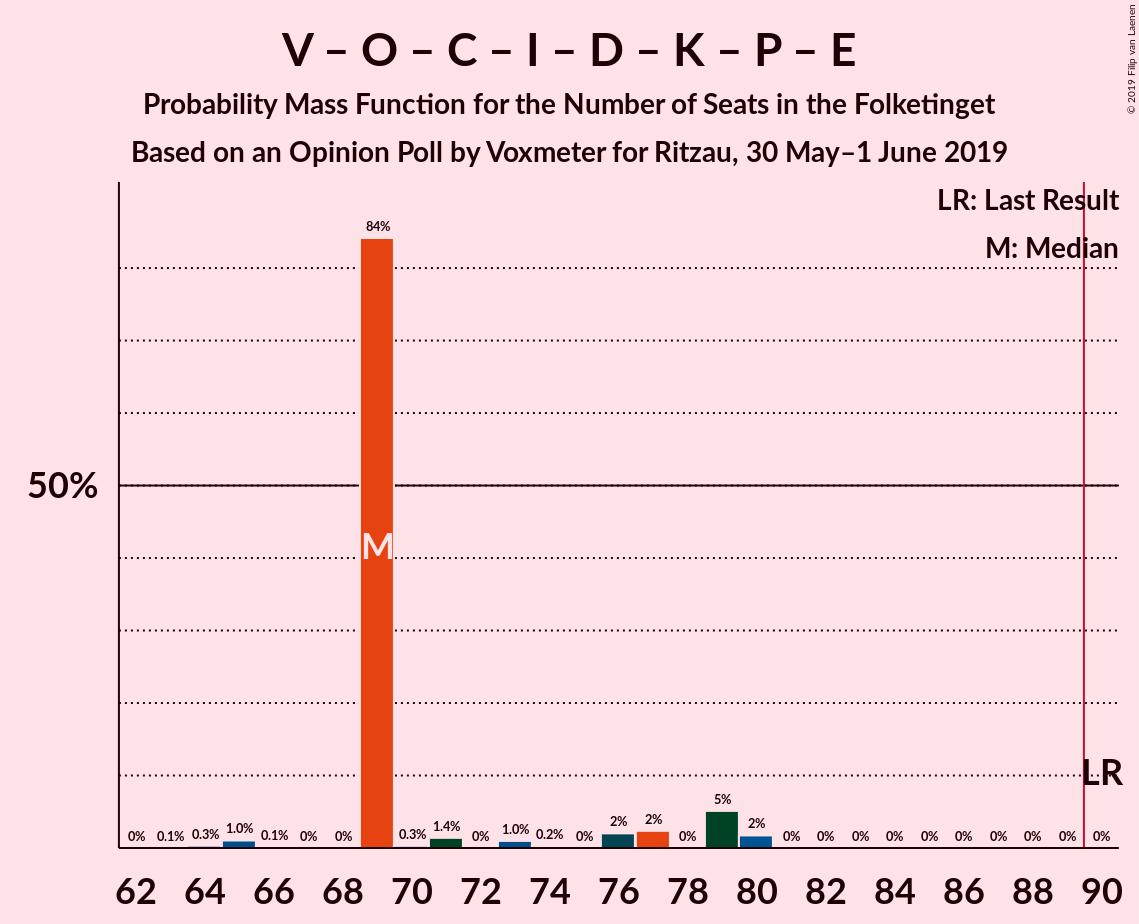 V – O – C – I – D – K – P – E
Probability Mass Function for the Number of Seats in the Folketinget
Based on an Opinion Poll by Voxmeter for Ritzau, 30 May–1 June 2019
© 2019 Filip van Laenen
LR: Last Result
M: Median
84%
50%
M
LR
0% 0.1% 0.3% 1.0% 0.1% 0% 0% 0.3% 1.4% 0% 1.0% 0.2% 0% 2% 2% 0% 5% 2% 0% 0% 0% 0% 0% 0% 0% 0% 0% 0%
62 64 66 68 70 72 74 76 78 80 82 84 86 88 90